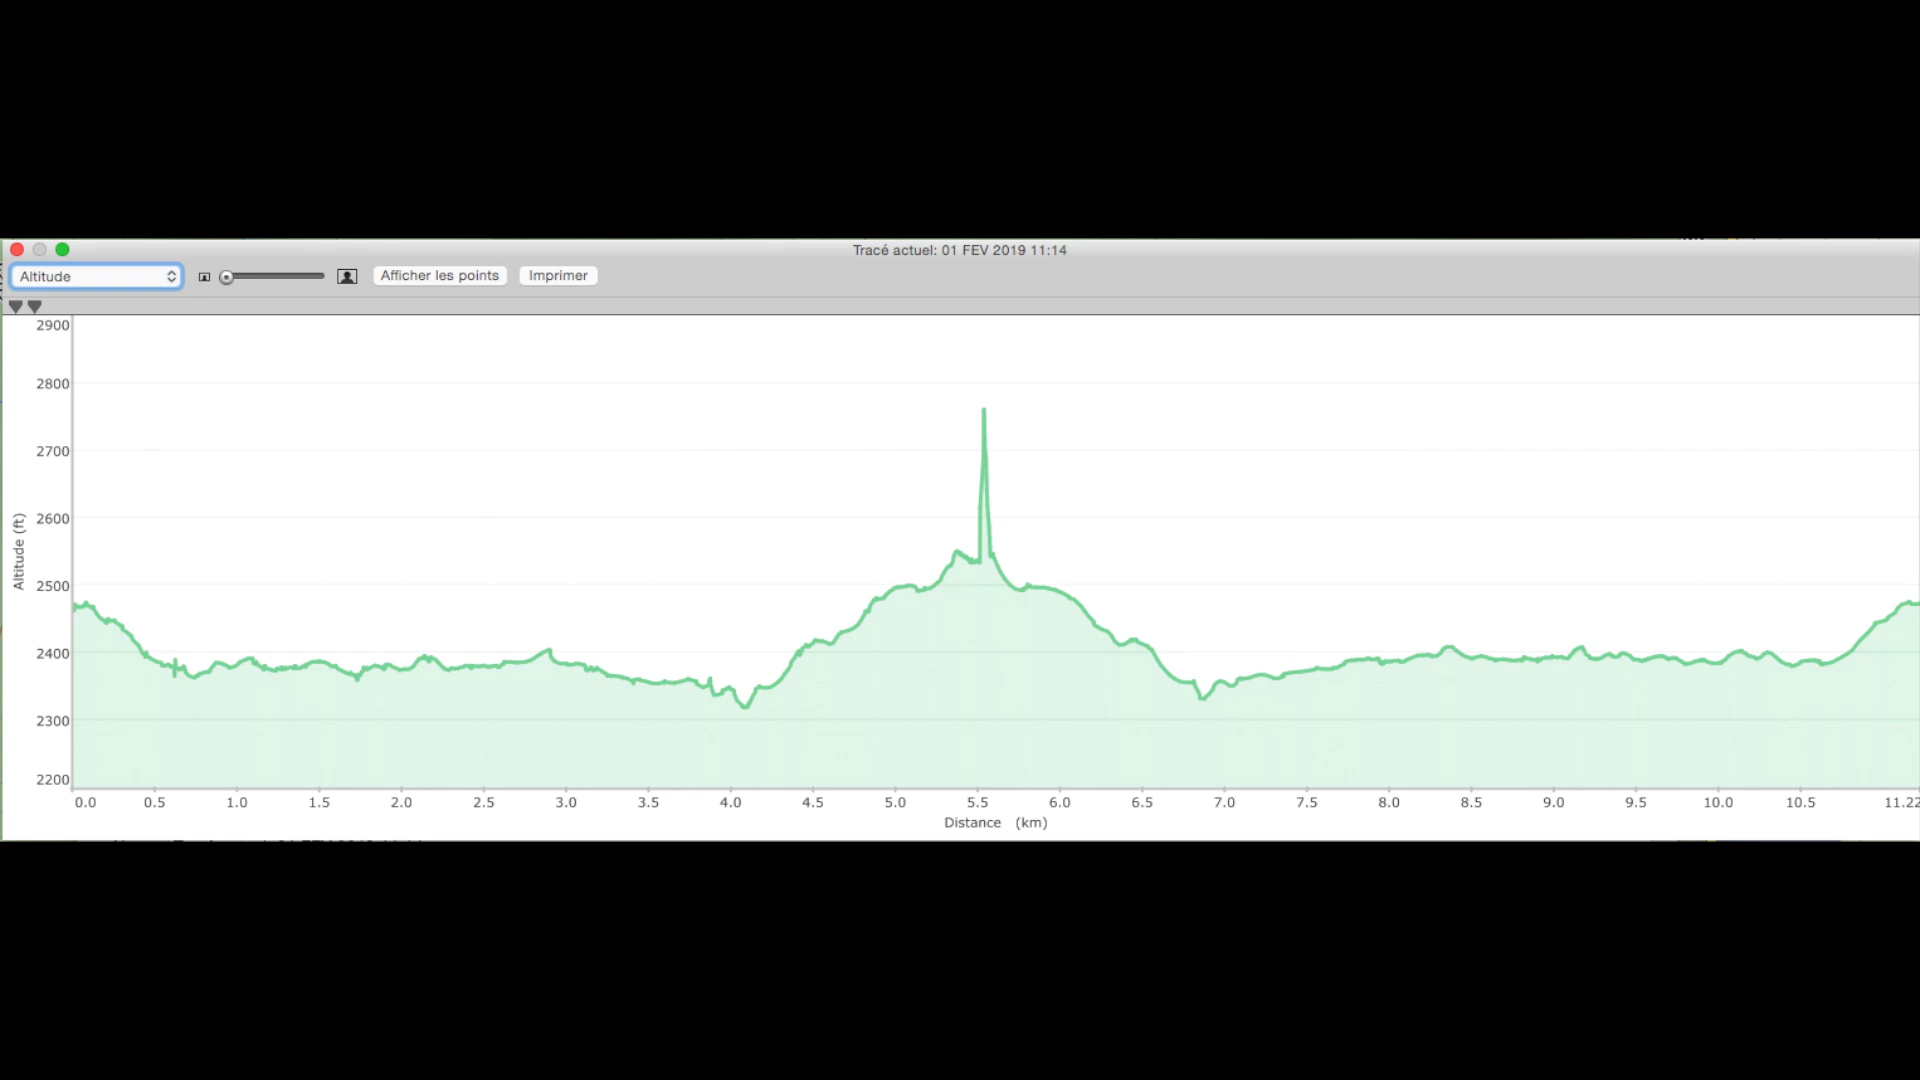 Tracé actuel: 01 FEV 2019 11:14
Altitude Afficher les points Imprimer
2900
2800
2700
2600
2500
2400
2300
2200
Altitude (ft)
0.0 0.5 1.0 1.5 2.0 2.5 3.0 3.5 4.0 4.5 5.0 5.5 6.0 6.5 7.0 7.5 8.0 8.5 9.0 9.5 10.0 10.5 11.22
Distance (km)